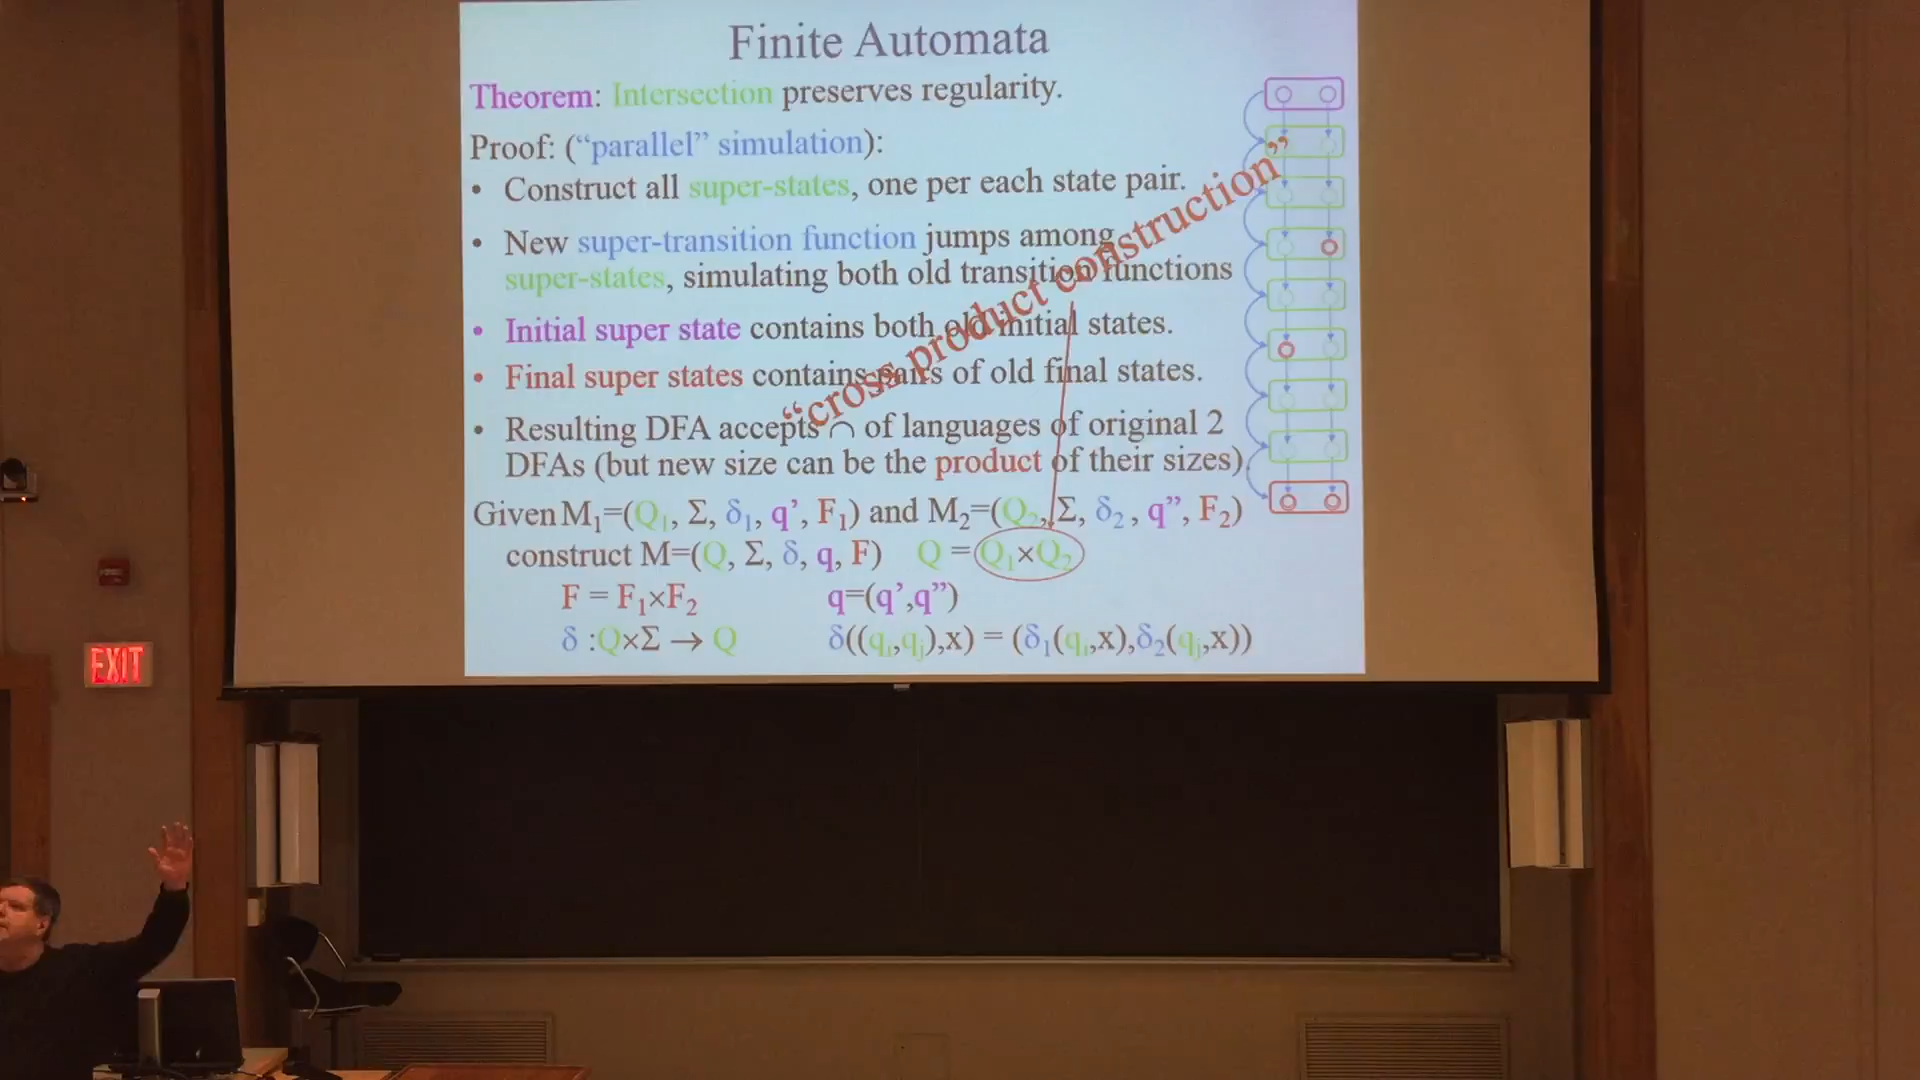 Finite Automata
Theorem: Intersection preserves regularity.
Proof: (“parallel” simulation):
• Construct all super-states, one per each state pair.
• New super-transition function jumps among
super-states, simulating both old transition functions
• Initial super state contains both old initial states.
• Final super states contains pairs of old final states.
• Resulting DFA accepts ∩ of languages of original 2
DFAs (but new size can be the product of their sizes)
“cross product construction”
Given M₁=(Q₁, Σ, δ₁, q’, F₁) and M₂=(Q₂, Σ, δ₂, q”, F₂)
construct M=(Q, Σ, δ, q, F) Q = Q₁×Q₂
F = F₁×F₂ q=(q’,q”)
δ :Q×Σ → Q δ((qᵢ,qⱼ),x) = (δ₁(qᵢ,x),δ₂(qⱼ,x))
EXIT